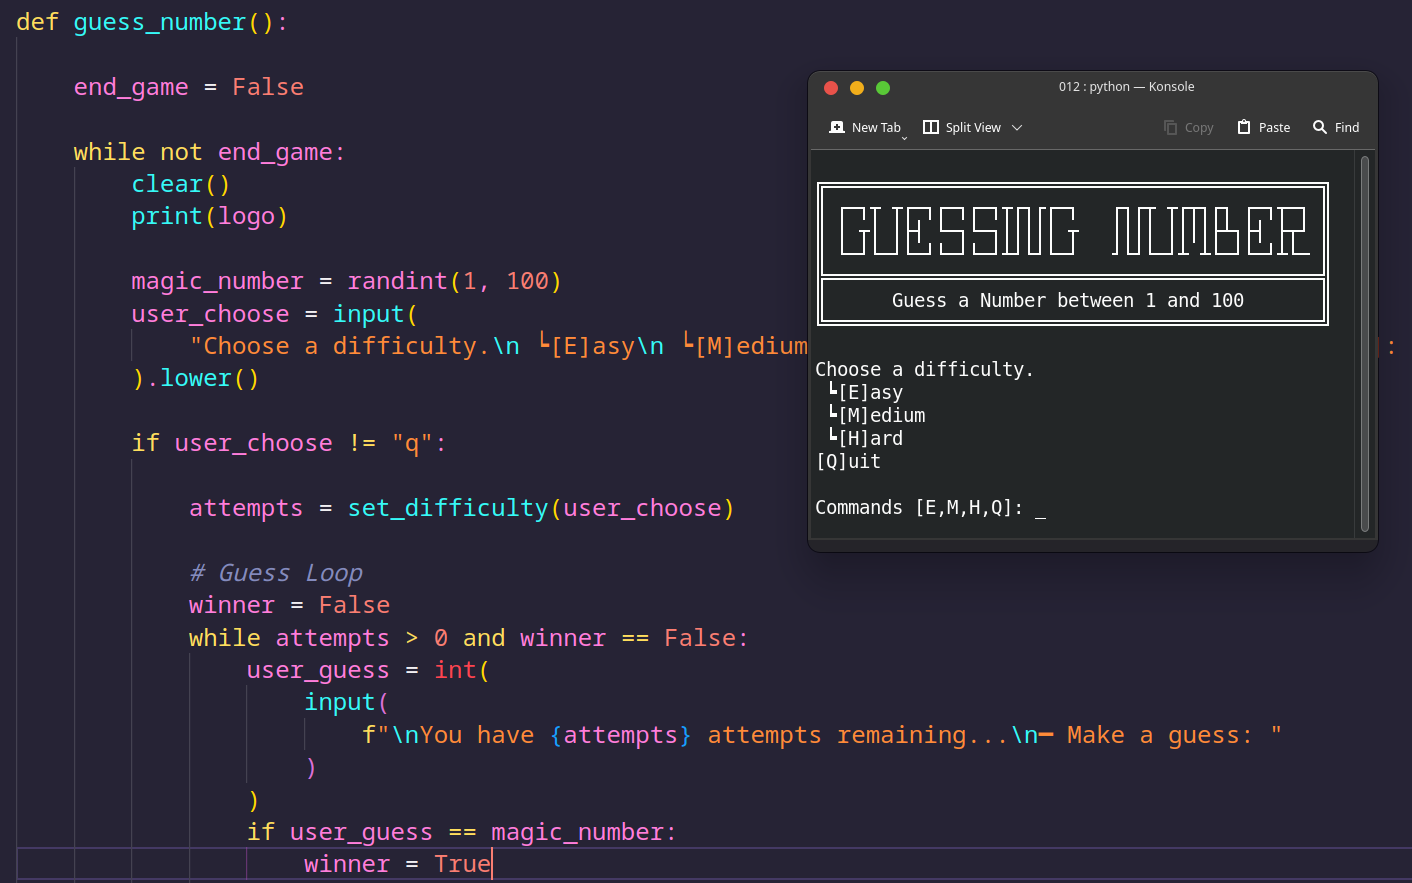 def guess_number():
    end_game = False
    while not end_game:
        clear()
        print(logo)
        magic_number = randint(1, 100)
        user_choose = input(
            "Choose a difficulty.\n ┗[E]asy\n ┗[M]edium
:
        ).lower()
        if user_choose != "q":
            attempts = set_difficulty(user_choose)
            # Guess Loop
            winner = False
            while attempts > 0 and winner == False:
                user_guess = int(
                    input(
                        f"\nYou have {attempts} attempts remaining...\n━ Make a guess: "
                    )
                )
                if user_guess == magic_number:
                    winner = True
012 : python — Konsole
New Tab Split View Copy Paste Find
GUESSING NUMBER
Guess a Number between 1 and 100
Choose a difficulty.
 ┗[E]asy
 ┗[M]edium
 ┗[H]ard
[Q]uit
Commands [E,M,H,Q]: _